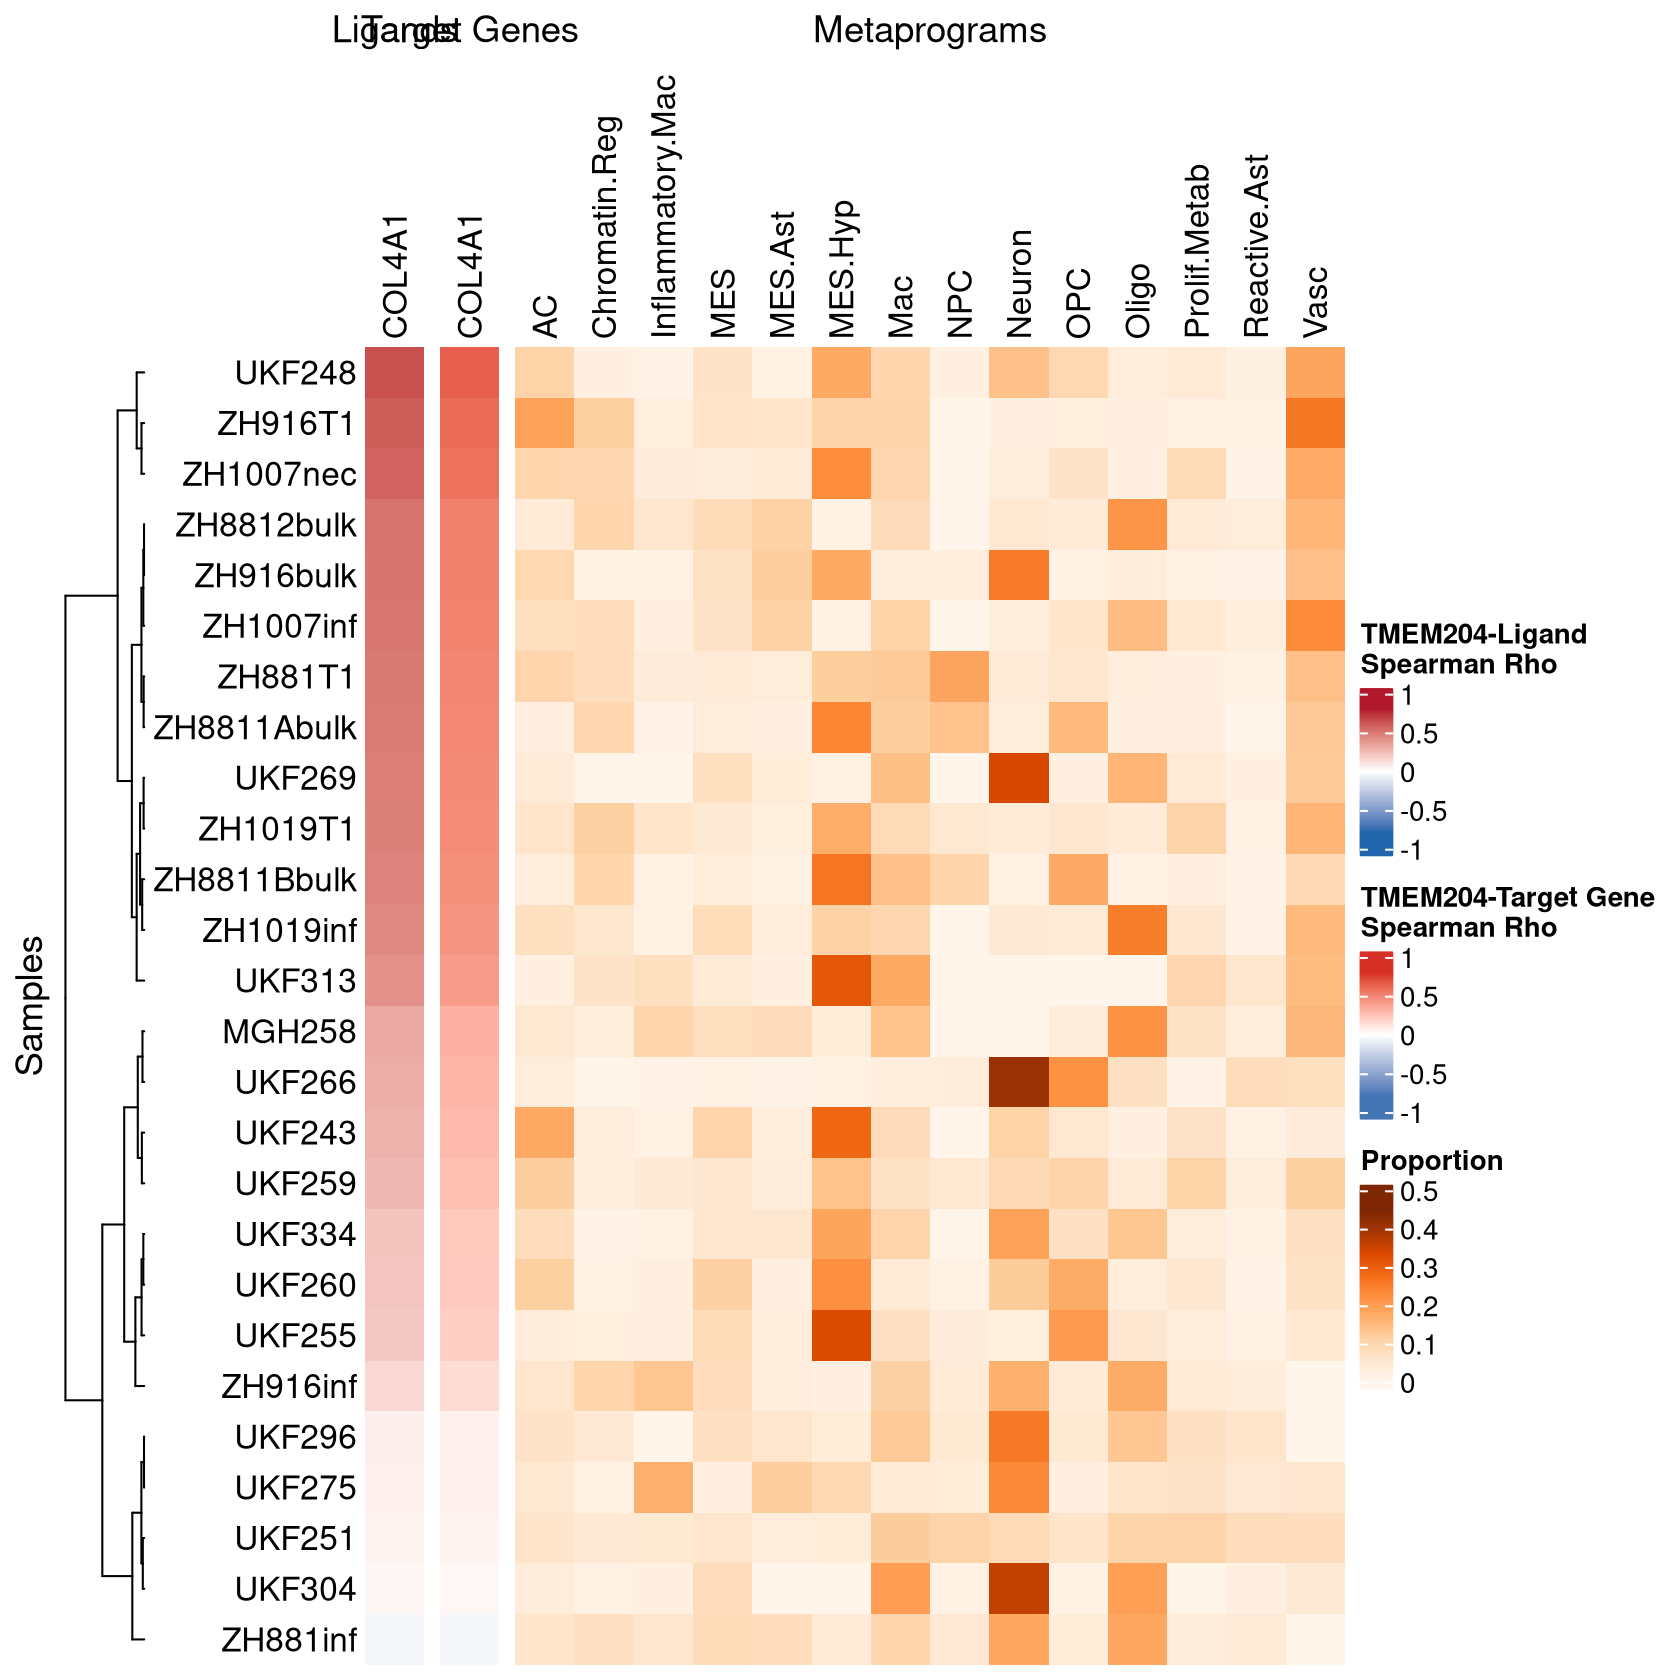 Ligands
Target Genes
Metaprograms
COL4A1
COL4A1
AC
Chromatin.Reg
Inflammatory.Mac
MES
MES.Ast
MES.Hyp
Mac
NPC
Neuron
OPC
Oligo
Prolif.Metab
Reactive.Ast
Vasc
Samples
UKF248
ZH916T1
ZH1007nec
ZH8812bulk
ZH916bulk
ZH1007inf
ZH881T1
ZH8811Abulk
UKF269
ZH1019T1
ZH8811Bbulk
ZH1019inf
UKF313
MGH258
UKF266
UKF243
UKF259
UKF334
UKF260
UKF255
ZH916inf
UKF296
UKF275
UKF251
UKF304
ZH881inf
TMEM204-Ligand
Spearman Rho
1
0.5
0
-0.5
-1
TMEM204-Target Gene
Spearman Rho
1
0.5
0
-0.5
-1
Proportion
0.5
0.4
0.3
0.2
0.1
0